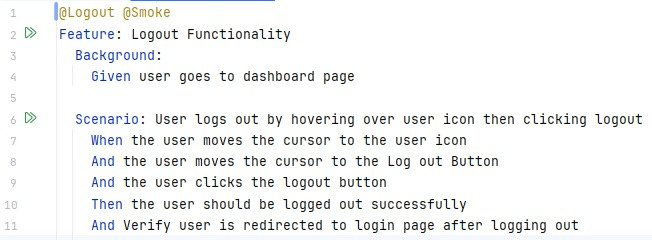 1 @Logout @Smoke
2 Feature: Logout Functionality
3 Background:
4 Given user goes to dashboard page
5
6 Scenario: User logs out by hovering over user icon then clicking logout
7 When the user moves the cursor to the user icon
8 And the user moves the cursor to the Log out Button
9 And the user clicks the logout button
10 Then the user should be logged out successfully
11 And Verify user is redirected to login page after logging out